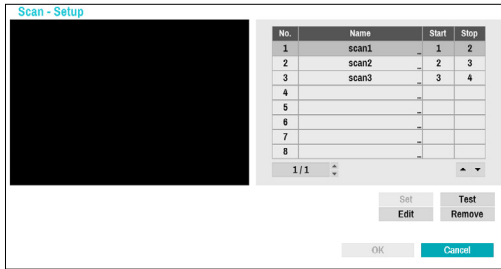 Scan - Setup
No. Name Start Stop
1 scan1 ... 1 2
2 scan2 ... 2 3
3 scan3 ... 3 4
4 ...
5 ...
6 ...
7 ...
8 ...
1 / 1
Set Test
Edit Remove
OK Cancel